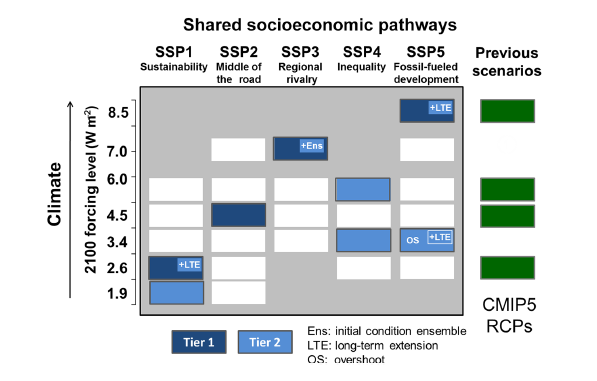 Shared socioeconomic pathways
SSP1 SSP2 SSP3 SSP4 SSP5 Previous
Sustainability Middle of Regional Inequality Fossil-fueled scenarios
the road rivalry development
8.5 +LTE
7.0 +Ens
6.0
4.5
3.4 OS +LTE
2.6 +LTE
1.9
Climate
2100 forcing level (W m²)
CMIP5
RCPs
Tier 1 Tier 2
Ens: initial condition ensemble
LTE: long-term extension
OS: overshoot